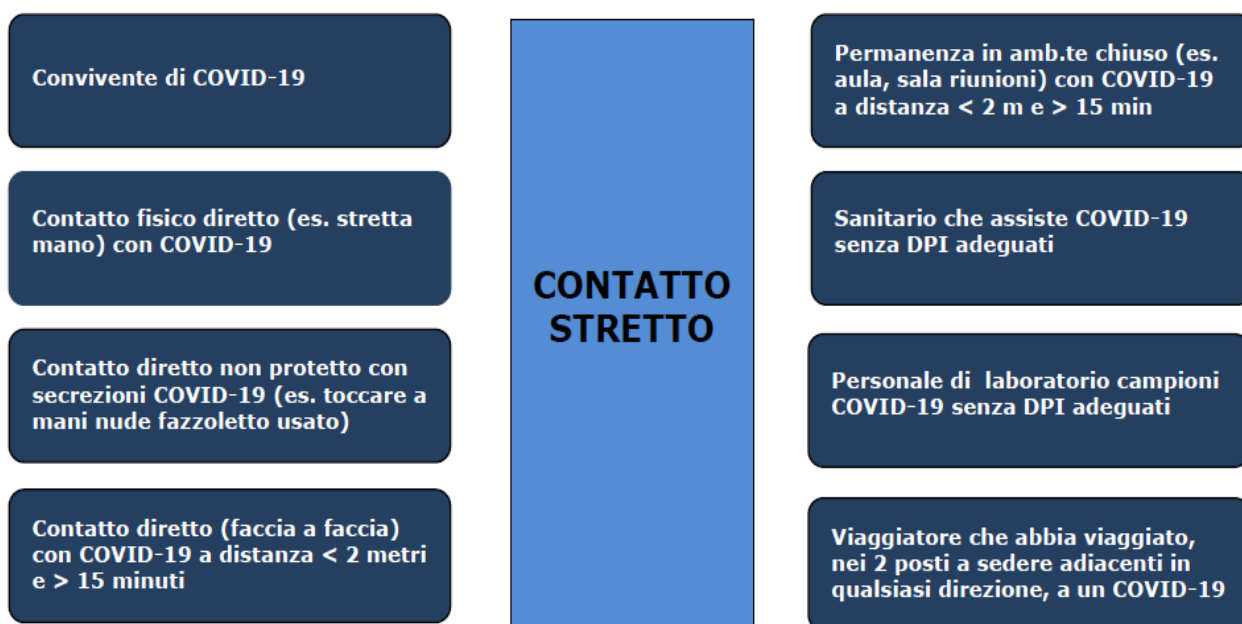 Convivente di COVID-19
Contatto fisico diretto (es. stretta
mano) con COVID-19
Contatto diretto non protetto con
secrezioni COVID-19 (es. toccare a
mani nude fazzoletto usato)
Contatto diretto (faccia a faccia)
con COVID-19 a distanza < 2 metri
e > 15 minuti
CONTATTO
STRETTO
Permanenza in amb.te chiuso (es.
aula, sala riunioni) con COVID-19
a distanza < 2 m e > 15 min
Sanitario che assiste COVID-19
senza DPI adeguati
Personale di laboratorio campioni
COVID-19 senza DPI adeguati
Viaggiatore che abbia viaggiato,
nei 2 posti a sedere adiacenti in
qualsiasi direzione, a un COVID-19